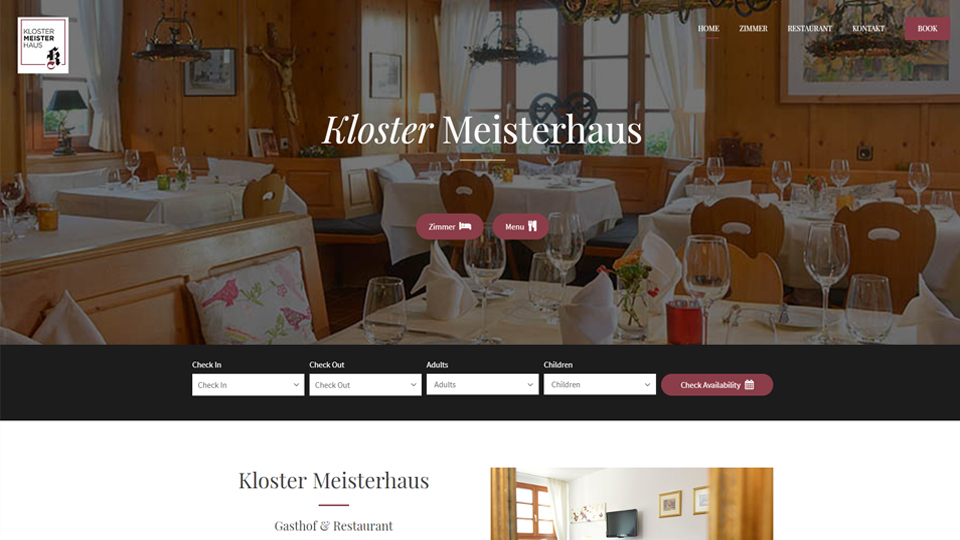 KLOSTER
MEISTER
HAUS
HOME ZIMMER RESTAURANT KONTAKT BOOK
Kloster Meisterhaus
Zimmer Menu
Check In Check Out Adults Children
Check In Check Out Adults Children Check Availability
Kloster Meisterhaus
Gasthof & Restaurant